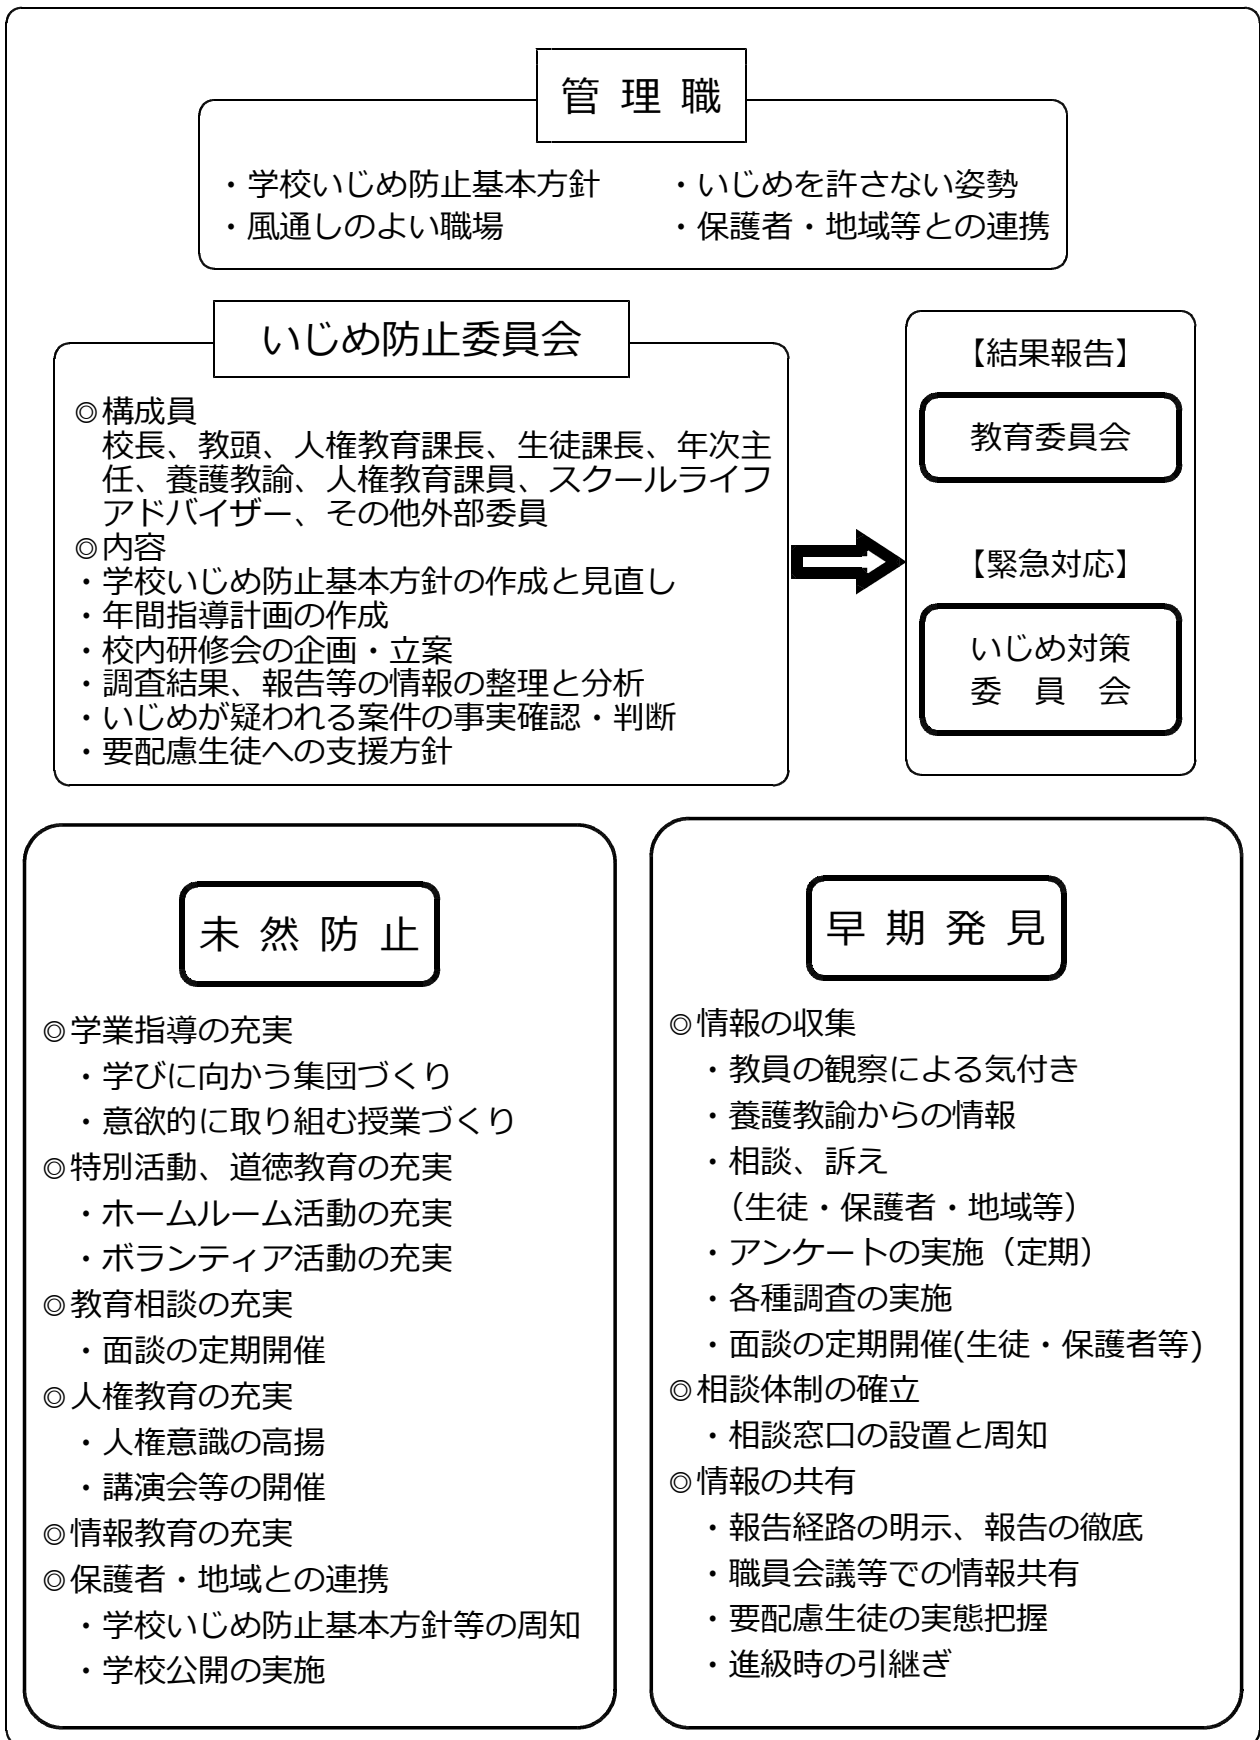 管理職
・学校いじめ防止基本方針　・いじめを許さない姿勢
・風通しのよい職場　・保護者・地域等との連携
いじめ防止委員会
◎構成員
校長、教頭、人権教育課長、生徒課長、年次主
任、養護教諭、人権教育課員、スクールライフ
アドバイザー、その他外部委員
◎内容
・学校いじめ防止基本方針の作成と見直し
・年間指導計画の作成
・校内研修会の企画・立案
・調査結果、報告等の情報の整理と分析
・いじめが疑われる案件の事実確認・判断
・要配慮生徒への支援方針
【結果報告】
教育委員会
【緊急対応】
いじめ対策
委員会
未然防止
◎学業指導の充実
・学びに向かう集団づくり
・意欲的に取り組む授業づくり
◎特別活動、道徳教育の充実
・ホームルーム活動の充実
・ボランティア活動の充実
◎教育相談の充実
・面談の定期開催
◎人権教育の充実
・人権意識の高揚
・講演会等の開催
◎情報教育の充実
◎保護者・地域との連携
・学校いじめ防止基本方針等の周知
・学校公開の実施
早期発見
◎情報の収集
・教員の観察による気付き
・養護教諭からの情報
・相談、訴え
（生徒・保護者・地域等）
・アンケートの実施（定期）
・各種調査の実施
・面談の定期開催(生徒・保護者等)
◎相談体制の確立
・相談窓口の設置と周知
◎情報の共有
・報告経路の明示、報告の徹底
・職員会議等での情報共有
・要配慮生徒の実態把握
・進級時の引継ぎ